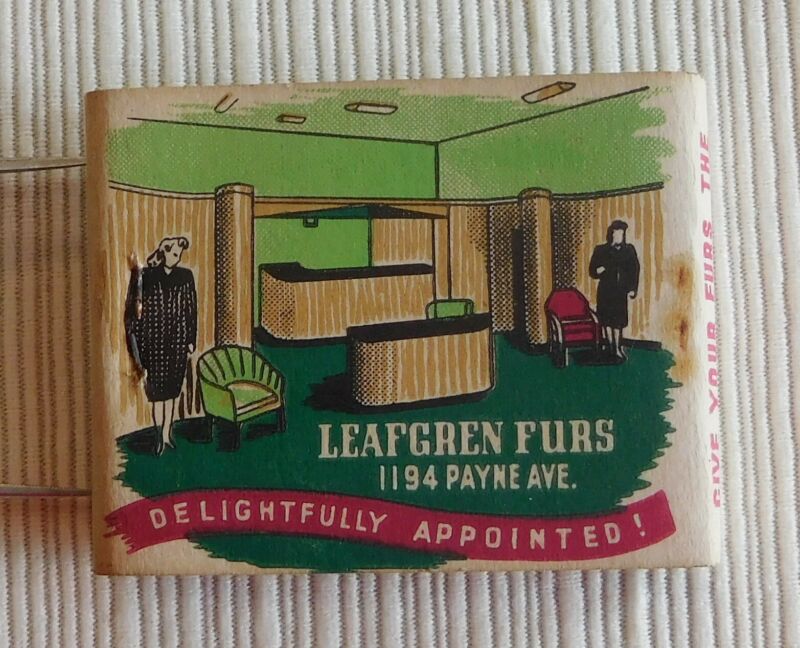 LEAFGREN FURS
1194 PAYNE AVE.
DELIGHTFULLY APPOINTED!
GIVE YOUR FURS THE